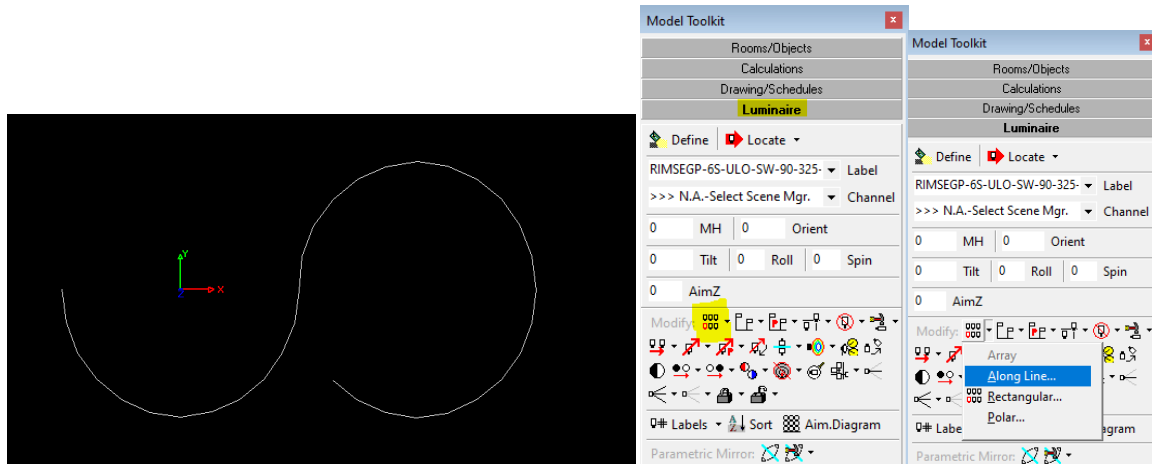 Y
X
Z
Model Toolkit
Rooms/Objects
Calculations
Drawing/Schedules
Luminaire
Define Locate
RIMSEGP-6S-ULO-SW-90-325- Label
>>> N.A.-Select Scene Mgr. Channel
0 MH 0 Orient
0 Tilt 0 Roll 0 Spin
0 AimZ
Modify:
Labels Sort Aim.Diagram
Parametric Mirror:
Model Toolkit
Rooms/Objects
Calculations
Drawing/Schedules
Luminaire
Define Locate
RIMSEGP-6S-ULO-SW-90-325- Label
>>> N.A.-Select Scene Mgr. Channel
0 MH 0 Orient
0 Tilt 0 Roll 0 Spin
0 AimZ
Modify:
Array
Along Line...
Rectangular...
Polar...
Labe agram
Parametric Mirror: